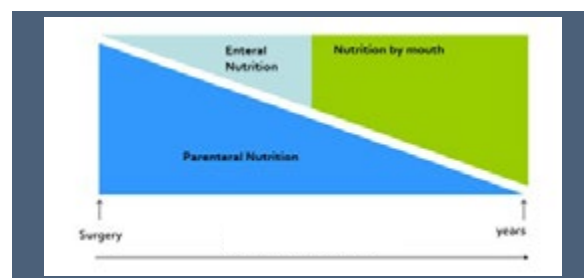 Enteral
Nutrition
Nutrition by mouth
Parenteral Nutrition
Surgery
years